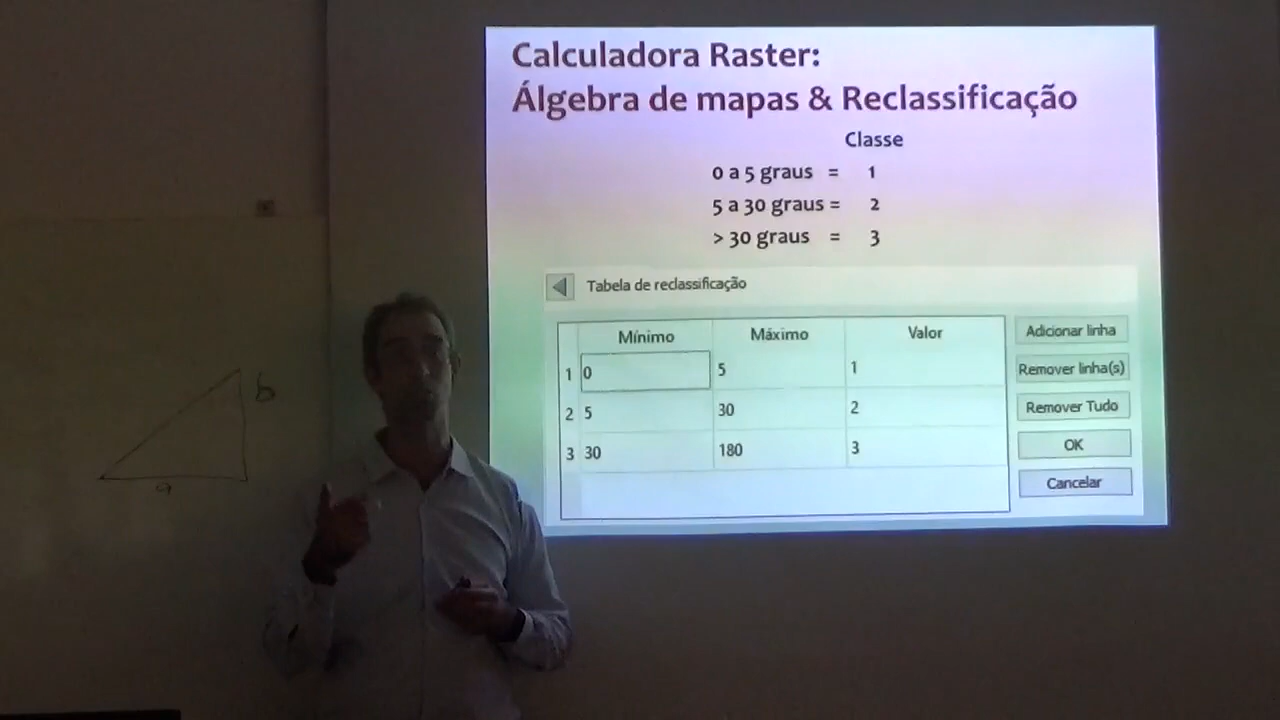 Calculadora Raster:
Álgebra de mapas & Reclassificação
Classe
0 a 5 graus = 1
5 a 30 graus = 2
> 30 graus = 3
Tabela de reclassificação
Mínimo Máximo Valor
1 0 5 1
2 5 30 2
3 30 180 3
Adicionar linha
Remover linha(s)
Remover Tudo
OK
Cancelar
b
a